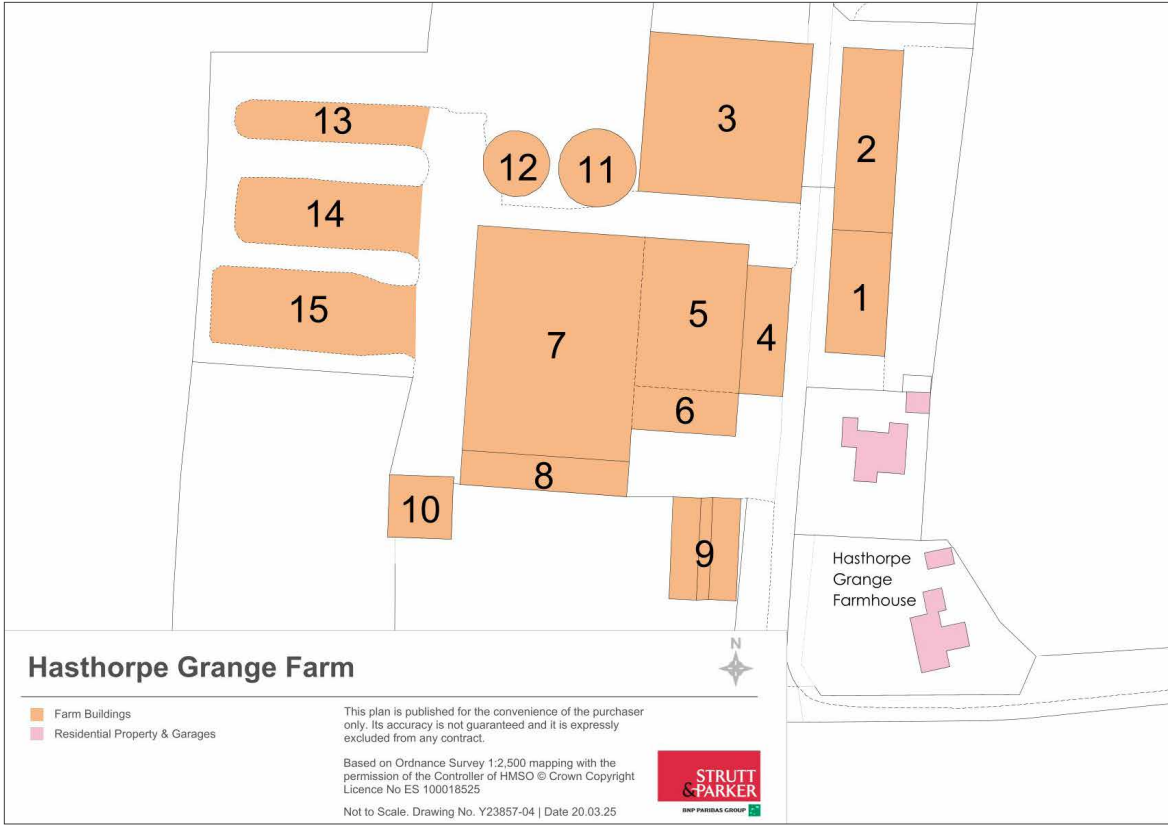 3
2
13
12
11
14
1
5
15
4
7
6
8
10
9
Hasthorpe
Grange
Farmhouse
Hasthorpe Grange Farm
N
Farm Buildings
Residential Property & Garages
This plan is published for the convenience of the purchaser
only. Its accuracy is not guaranteed and it is expressly
excluded from any contract.
Based on Ordnance Survey 1:2,500 mapping with the
permission of the Controller of HMSO © Crown Copyright
Licence No ES 100018525
Not to Scale. Drawing No. Y23857-04 | Date 20.03.25
STRUTT
&PARKER
BNP PARIBAS GROUP